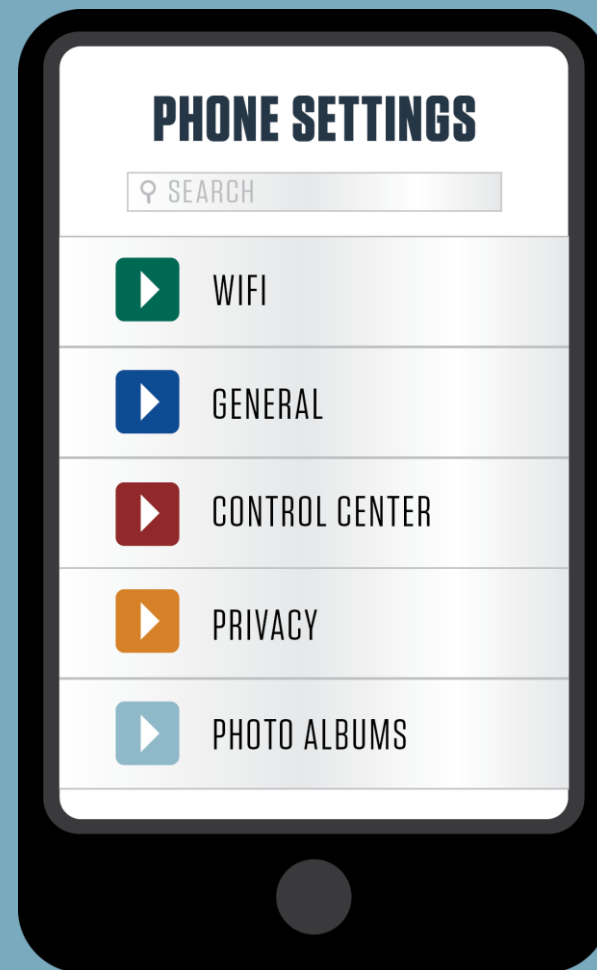 PHONE SETTINGS
SEARCH
WIFI
GENERAL
CONTROL CENTER
PRIVACY
PHOTO ALBUMS